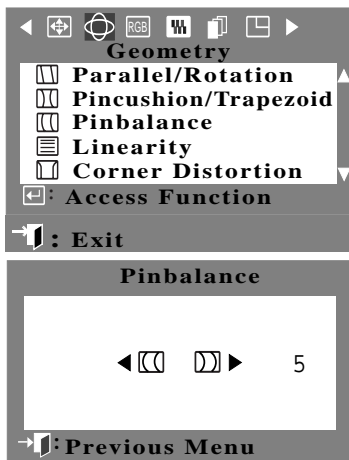 RGB
Geometry
Parallel/Rotation
Pincushion/Trapezoid
Pinbalance
Linearity
Corner Distortion
: Access Function
: Exit
Pinbalance
5
:Previous Menu